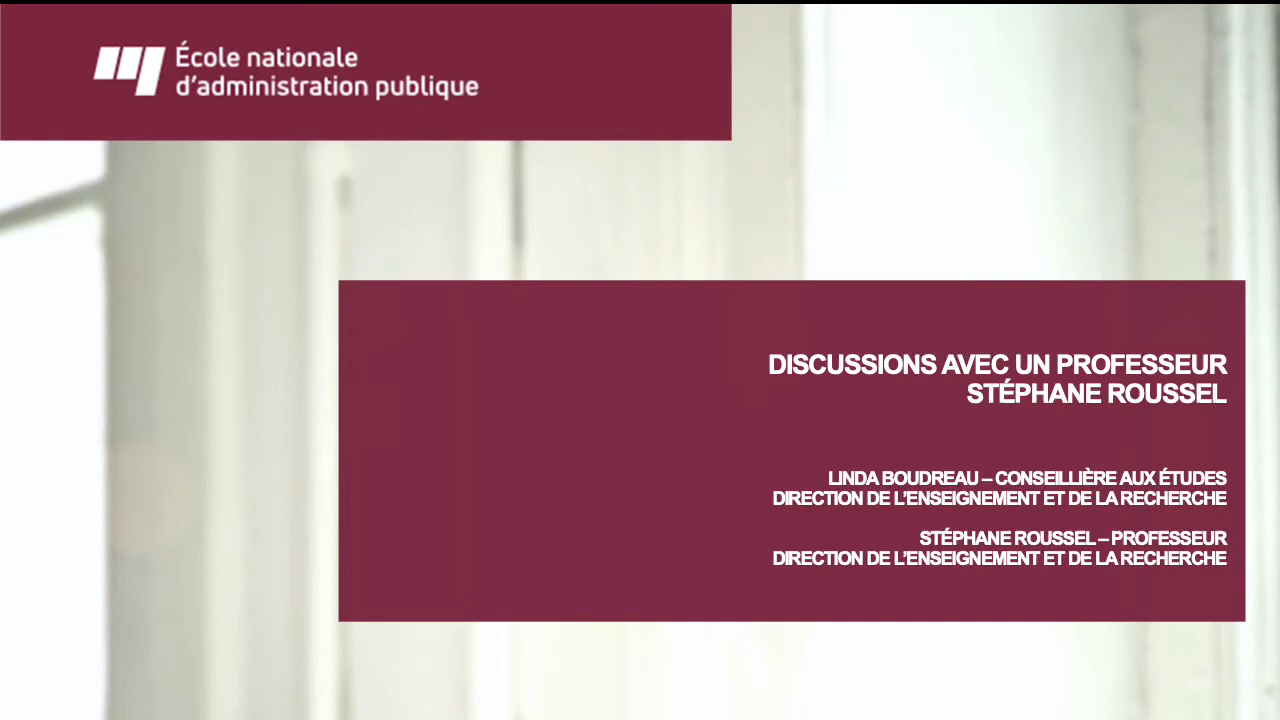 École nationale
d'administration publique
DISCUSSIONS AVEC UN PROFESSEUR
STÉPHANE ROUSSEL
LINDA BOUDREAU – CONSEILLIÈRE AUX ÉTUDES
DIRECTION DE L'ENSEIGNEMENT ET DE LA RECHERCHE
STÉPHANE ROUSSEL – PROFESSEUR
DIRECTION DE L'ENSEIGNEMENT ET DE LA RECHERCHE